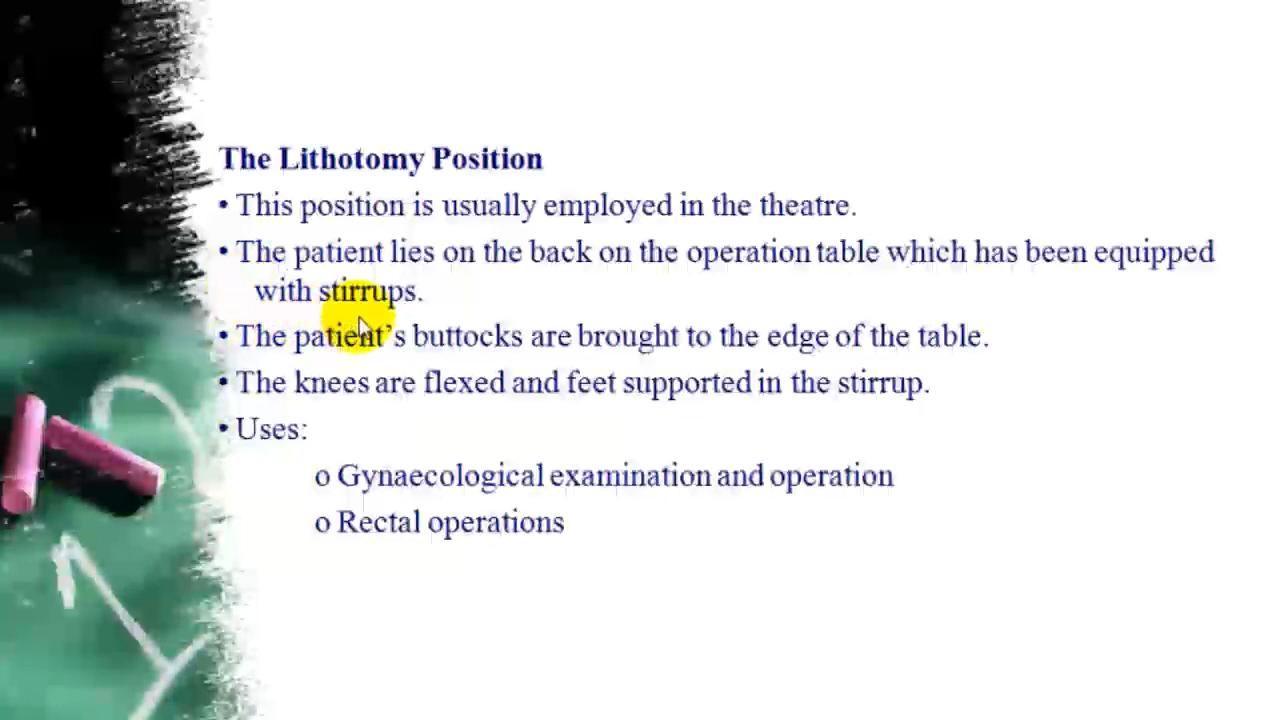 The Lithotomy Position
• This position is usually employed in the theatre.
• The patient lies on the back on the operation table which has been equipped
with stirrups.
• The patient’s buttocks are brought to the edge of the table.
• The knees are flexed and feet supported in the stirrup.
• Uses:
o Gynaecological examination and operation
o Rectal operations